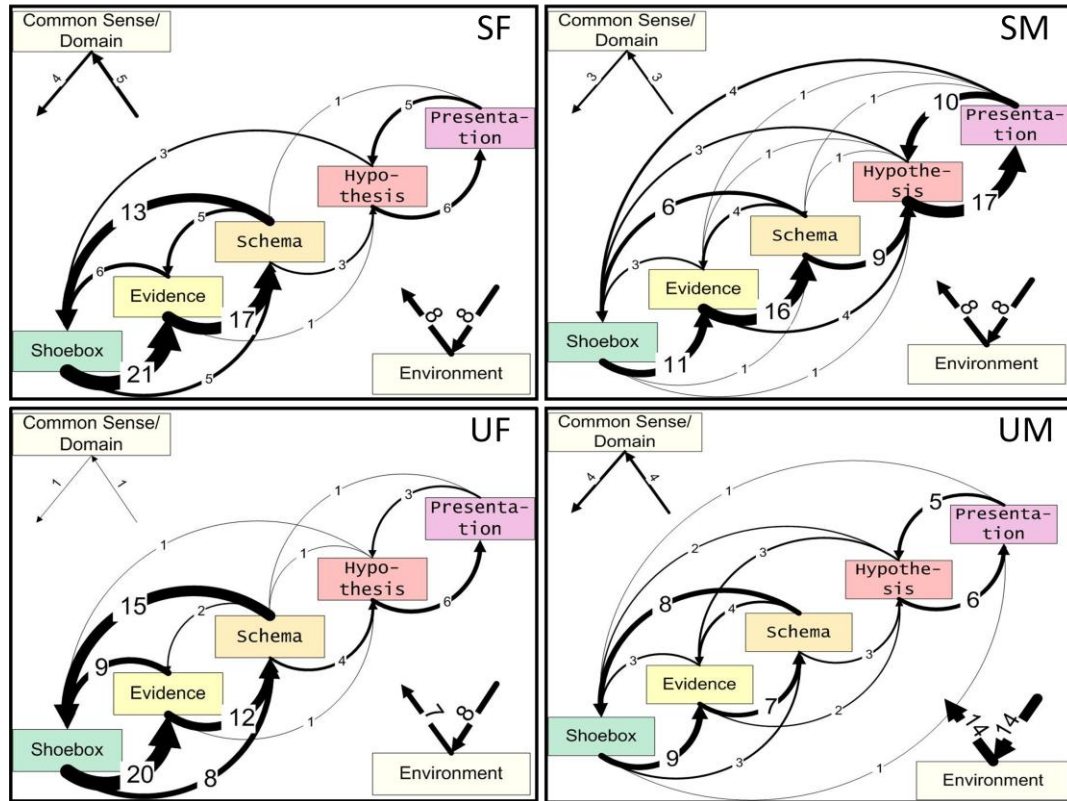 Common Sense/
Domain
SF
4
5
1
5
Presenta-
tion
3
Hypo-
thesis
13
5
6
Schema
6
3
Evidence
17
1
8
8
Shoebox
21
5
Environment
Common Sense/
Domain
SM
3
3
4
1
1
10
Presenta-
tion
3
1
1
Hypothe-
sis
17
6
4
Schema
9
3
Evidence
16
4
8
8
Shoebox
11
1
1
Environment
Common Sense/
Domain
UF
1
1
1
3
Presenta-
tion
1
1
Hypo-
thesis
6
15
2
Schema
4
9
Evidence
12
1
7
8
Shoebox
20
8
Environment
Common Sense/
Domain
UM
4
4
1
5
Presenta-
tion
2
3
Hypothe-
sis
6
8
4
Schema
3
3
Evidence
7
2
14
14
Shoebox
9
3
1
Environment